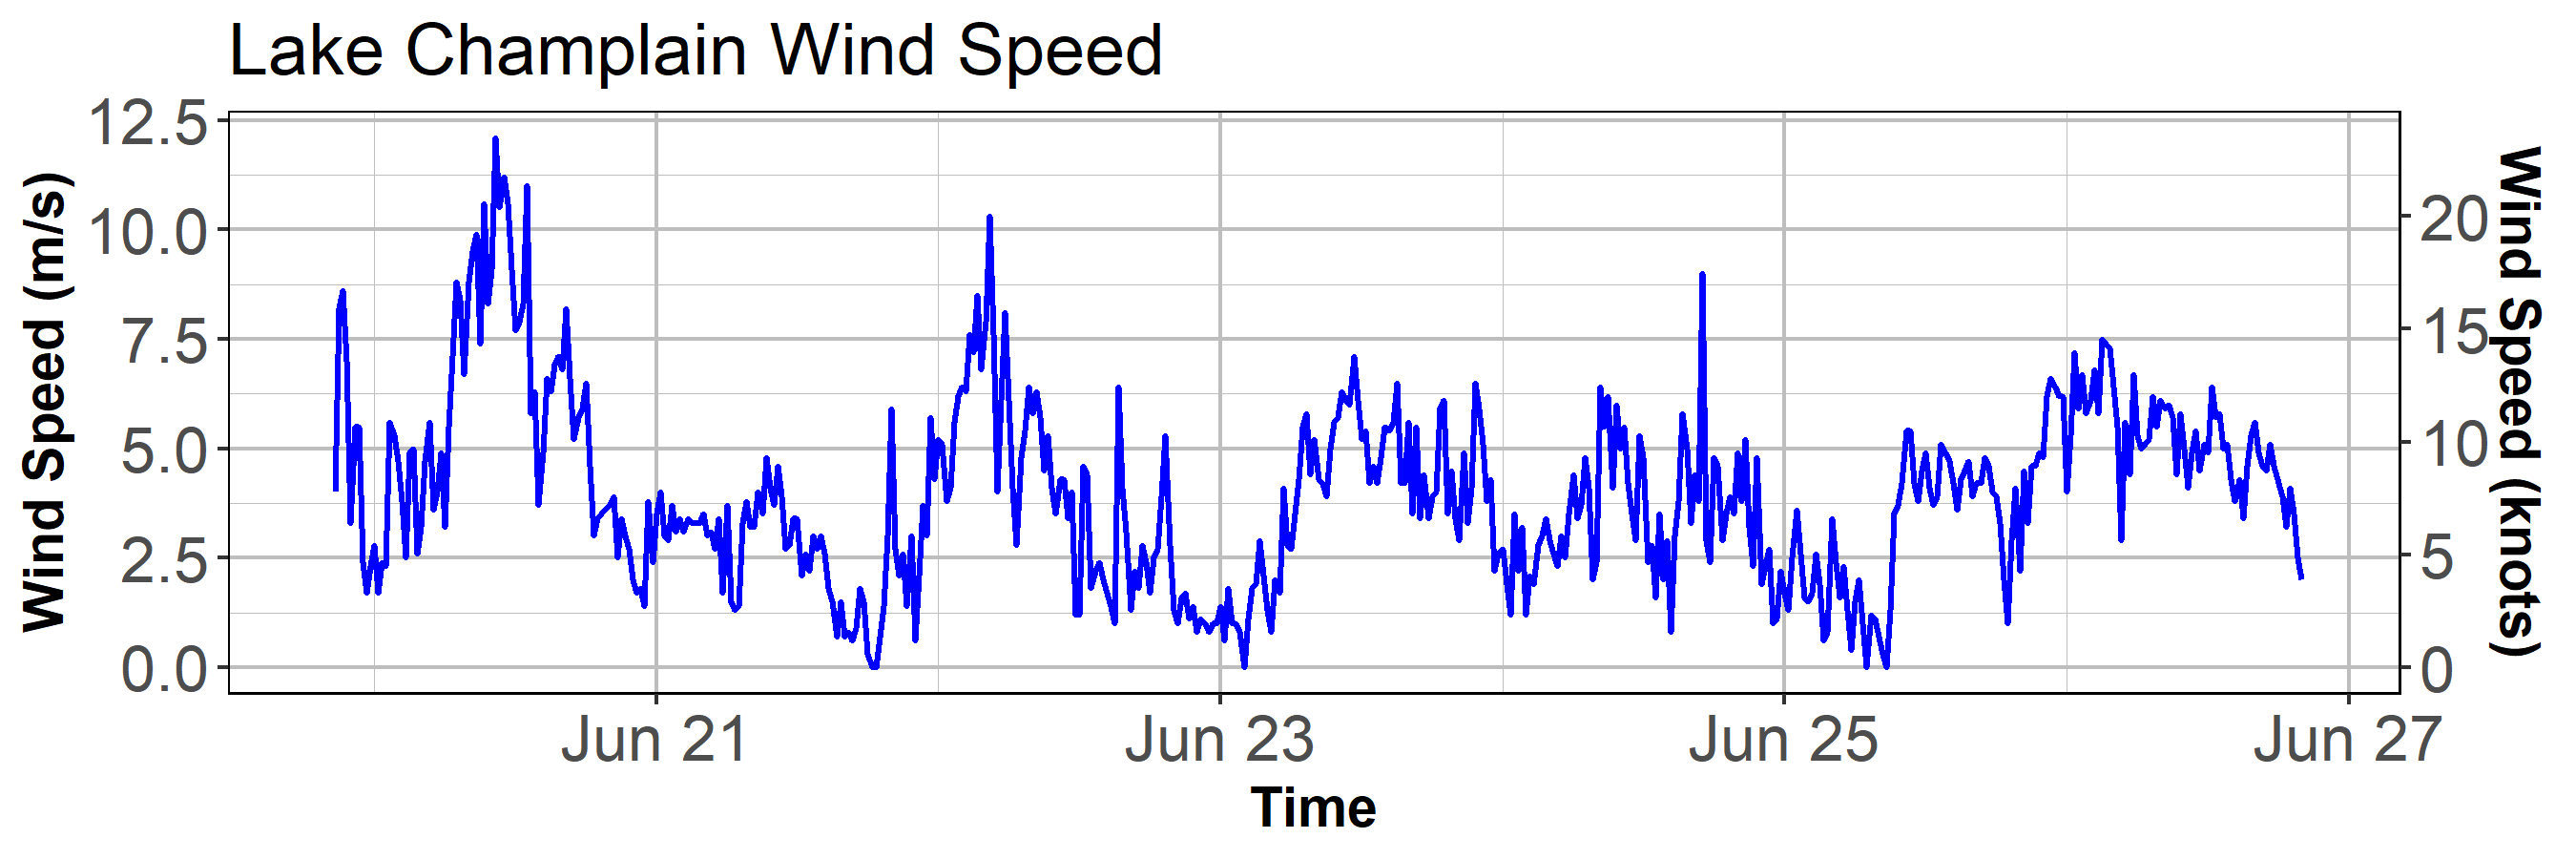 Lake Champlain Wind Speed
12.5
10.0
7.5
5.0
2.5
0.0
Wind Speed (m/s)
20
15
10
5
0
Wind Speed (knots)
Jun 21
Jun 23
Jun 25
Jun 27
Time